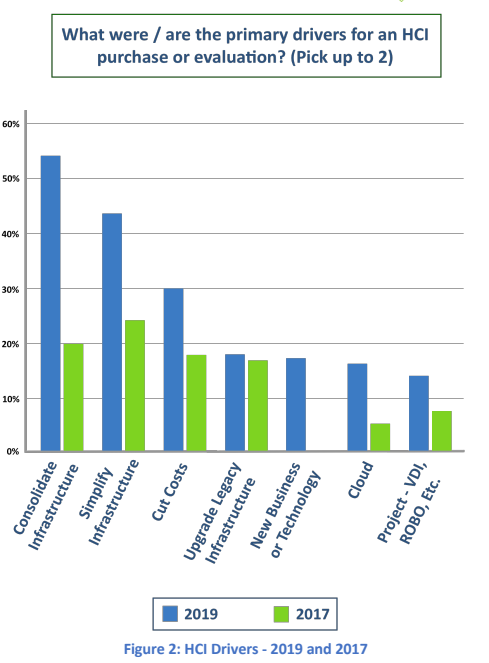 What were / are the primary drivers for an HCI
purchase or evaluation? (Pick up to 2)
60%
50%
40%
30%
20%
10%
0%
Consolidate
Infrastructure
Simplify
Infrastructure
Cut Costs
Upgrade Legacy
Infrastructure
New Business
or Technology
Cloud
Project - VDI,
ROBO, Etc.
2019
2017
Figure 2: HCI Drivers - 2019 and 2017